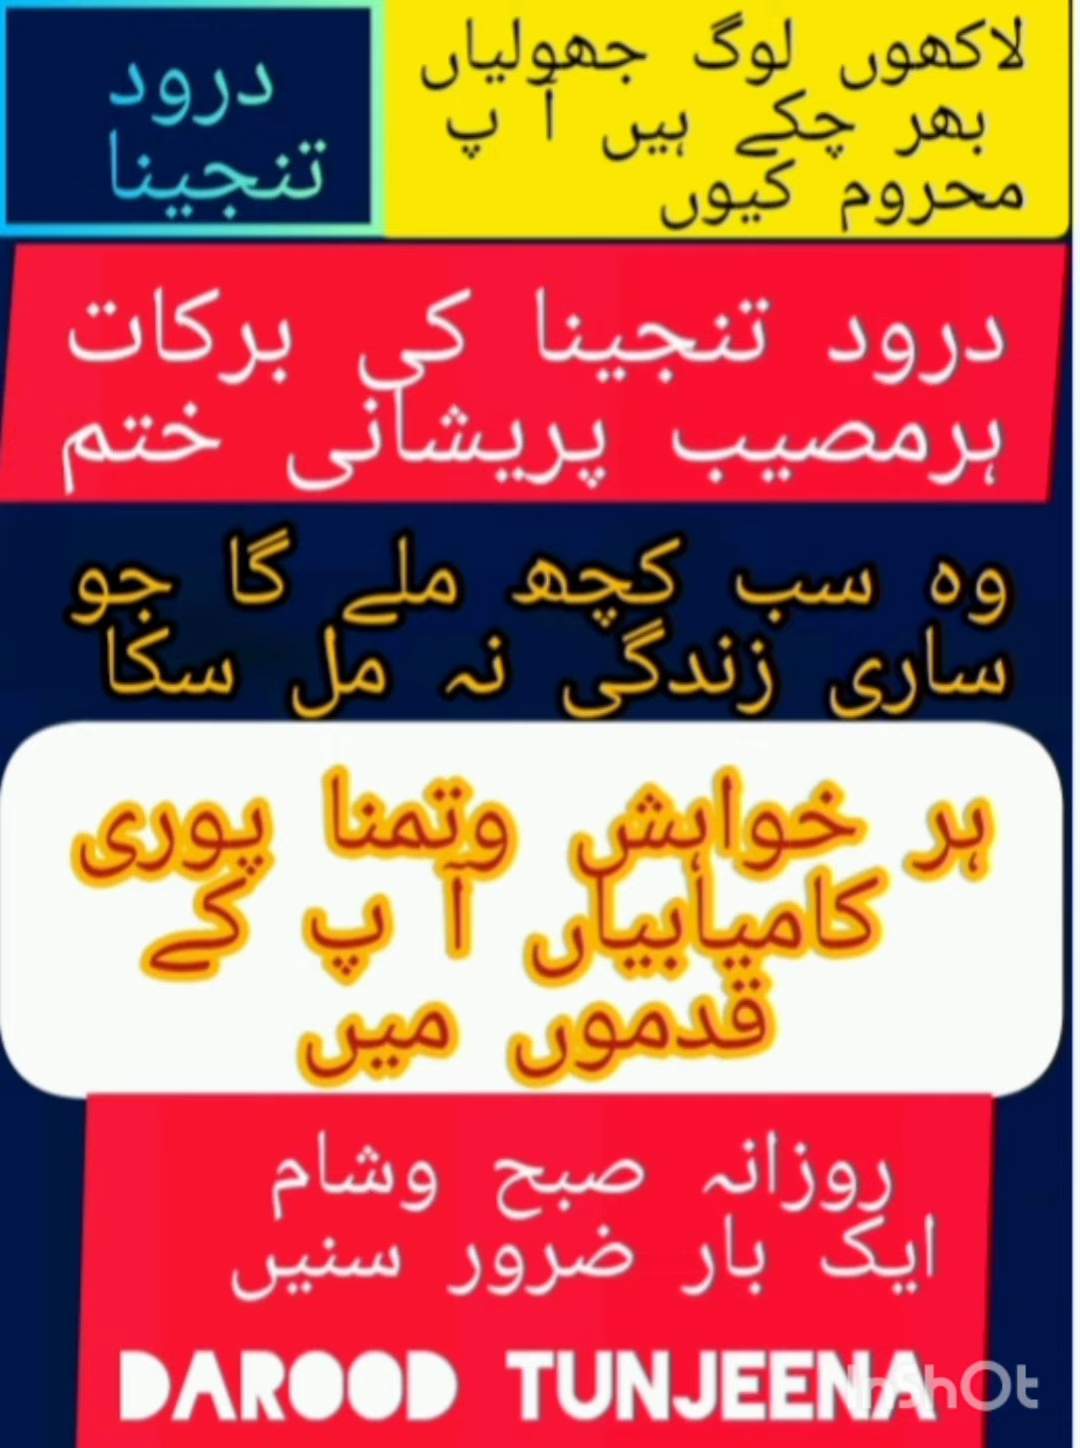 درود
تنجینا
لاکھوں لوگ جھولیاں
بھر چکے ہیں آ پ
محروم کیوں
درود تنجینا کی برکات
ہرمصیب پریشانی ختم
وہ سب کچھ ملے گا جو
ساری زندگی نہ مل سکا
ہر خواہش وتمنا پوری
کامیابیاں آ پ کے
قدموں میں
روزانہ صبح وشام
ایک بار ضرور سنیں
DAROOD TUNJEENA
InShOt